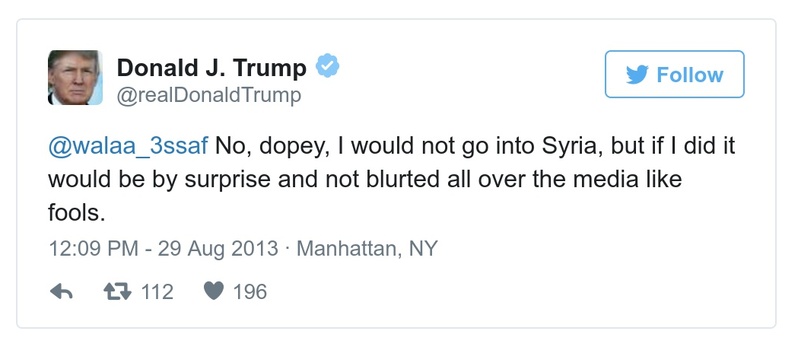 Donald J. Trump
@realDonaldTrump
Follow
@walaa_3ssaf No, dopey, I would not go into Syria, but if I did it
would be by surprise and not blurted all over the media like
fools.
12:09 PM - 29 Aug 2013 · Manhattan, NY
112 196